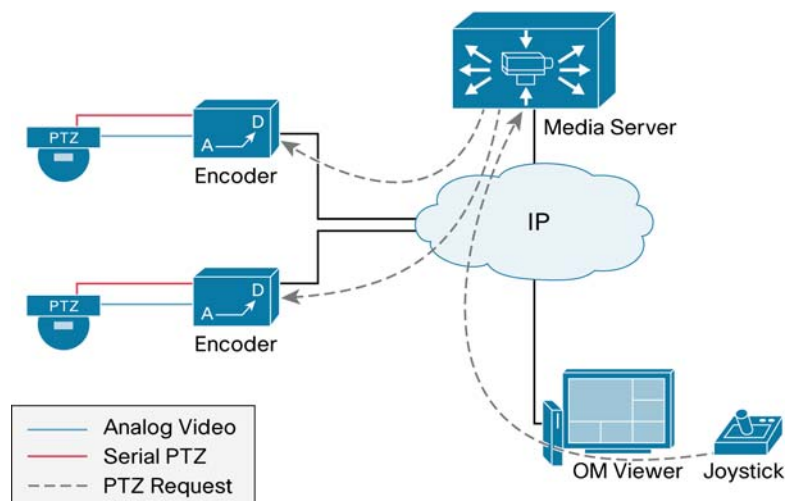 Media Server
PTZ
A
D
Encoder
IP
PTZ
A
D
Encoder
Analog Video
Serial PTZ
PTZ Request
OM Viewer
Joystick